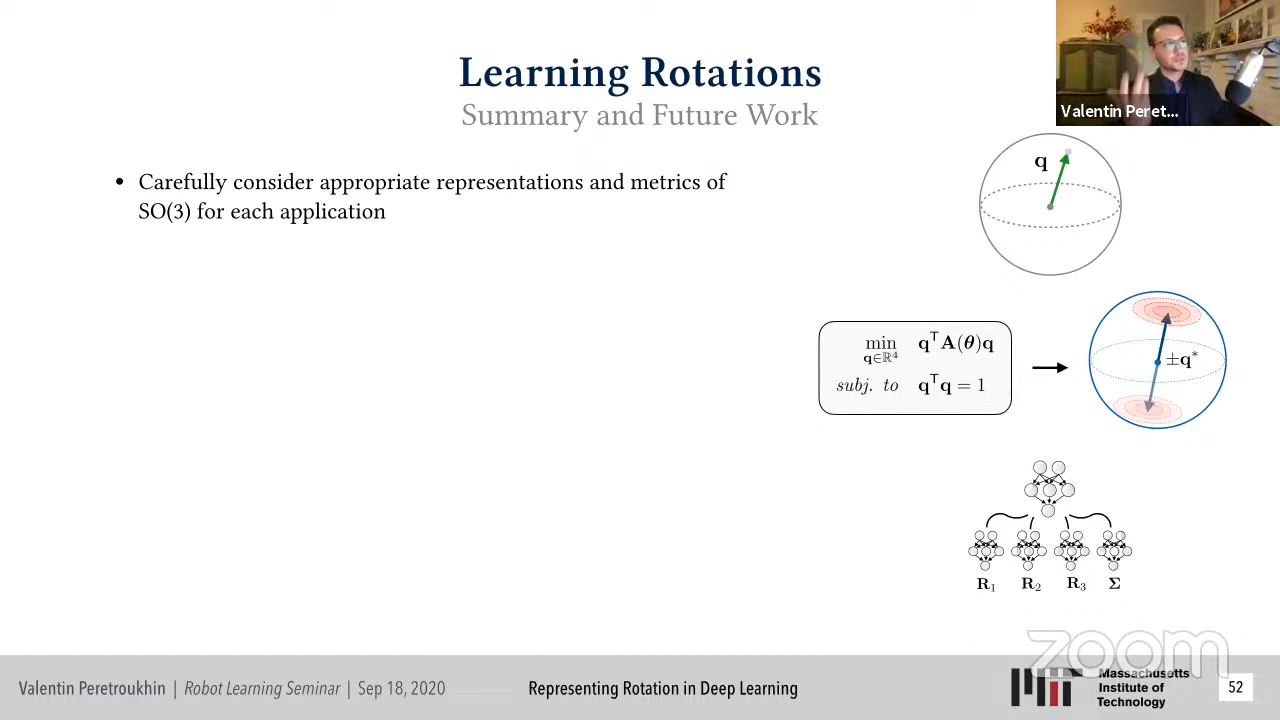 Learning Rotations
Summary and Future Work
Valentin Peret...
• Carefully consider appropriate representations and metrics of
SO(3) for each application
q
min q∈ℝ⁴ qᵀA(θ)q
subj. to qᵀq = 1
±q*
R₁ R₂ R₃ Σ
zoom
Valentin Peretroukhin | Robot Learning Seminar | Sep 18, 2020
Representing Rotation in Deep Learning
Massachusetts
Institute of
Technology
52